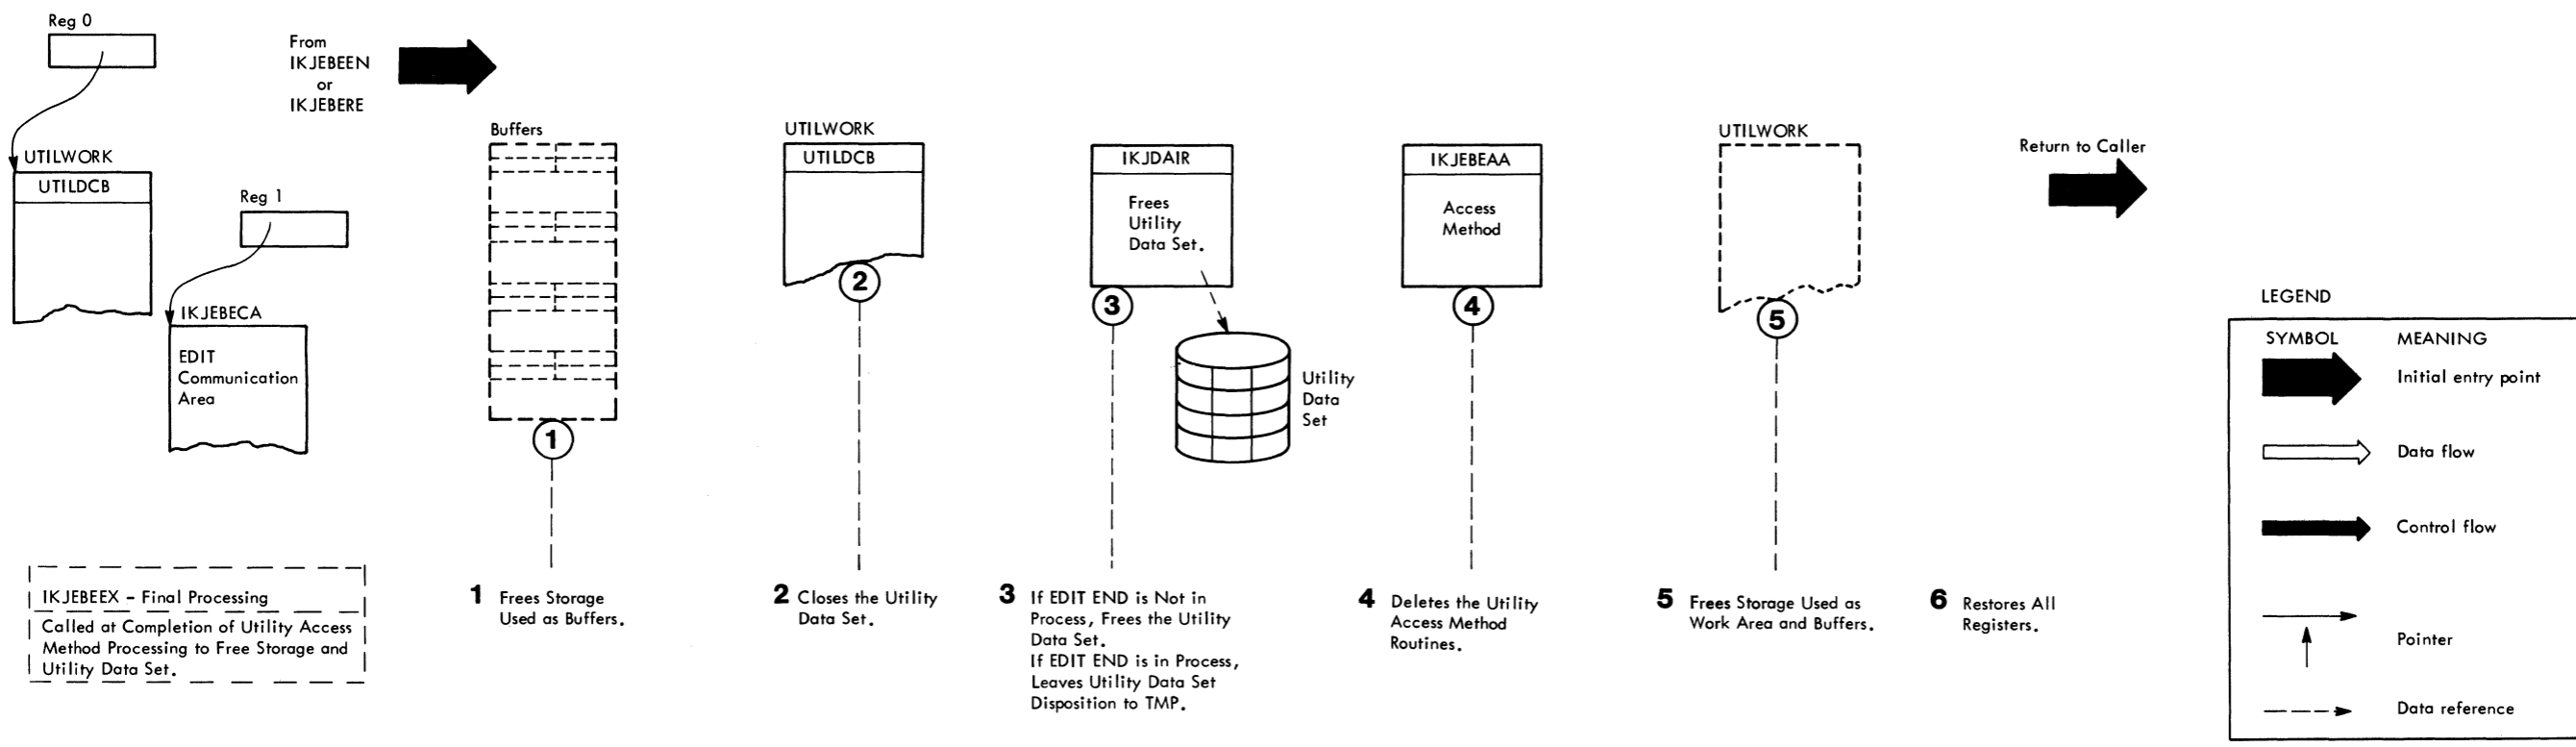 Reg 0
From
IKJEBEEN
or
IKJEBERE
UTILWORK
UTILDCB
Reg 1
IKJEBECA
EDIT
Communication
Area
Buffers
1
UTILWORK
UTILDCB
2
IKJDAIR
Frees
Utility
Data Set.
3
Utility
Data
Set
IKJEBEAA
Access
Method
4
UTILWORK
5
Return to Caller
IKJEBEEX - Final Processing
Called at Completion of Utility Access
Method Processing to Free Storage and
Utility Data Set.
1 Frees Storage
Used as Buffers.
2 Closes the Utility
Data Set.
3 If EDIT END is Not in
Process, Frees the Utility
Data Set.
If EDIT END is in Process,
Leaves Utility Data Set
Disposition to TMP.
4 Deletes the Utility
Access Method
Routines.
5 Frees Storage Used as
Work Area and Buffers.
6 Restores All
Registers.
LEGEND
SYMBOL MEANING
Initial entry point
Data flow
Control flow
Pointer
Data reference